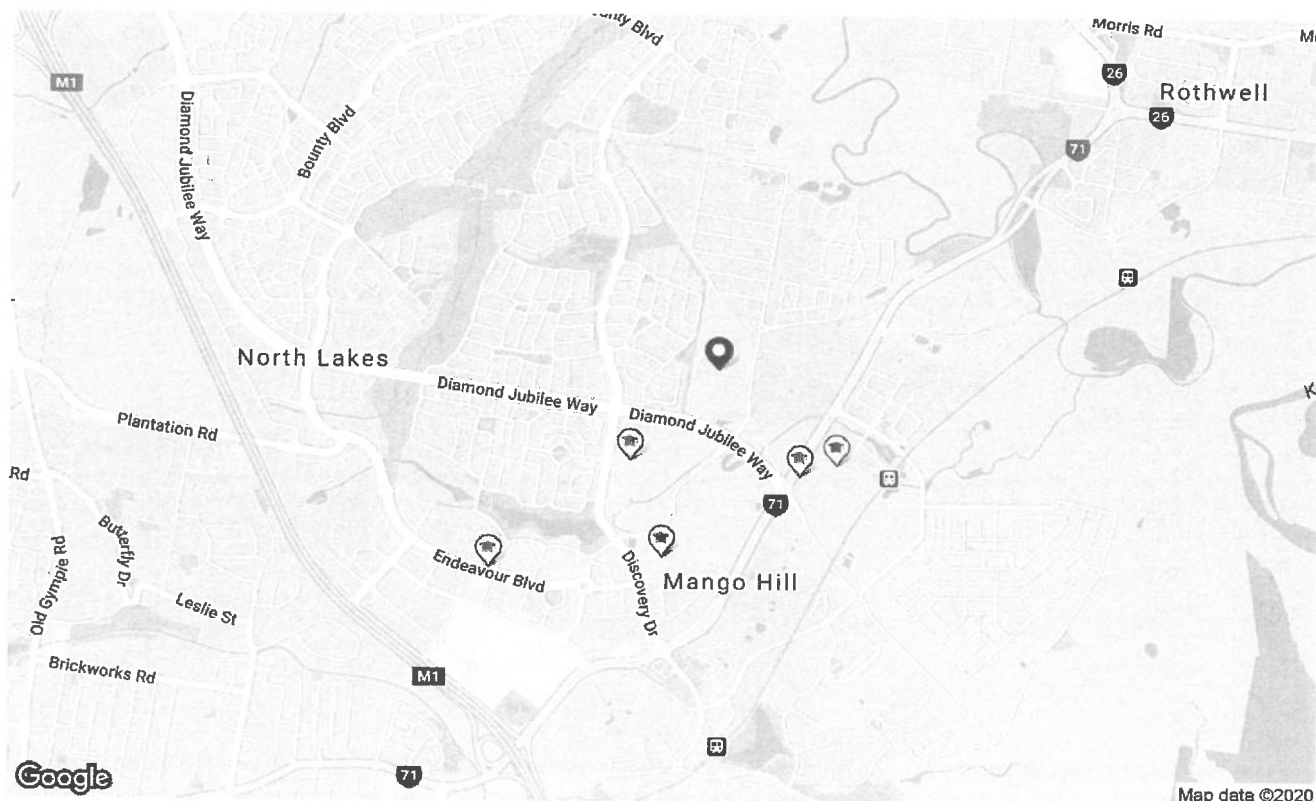 unty Blvd
Morris Rd
M1
26
Rothwell
26
Diamond Jubilee Way
Bounty Blvd
71
North Lakes
Diamond Jubilee Way
Diamond Jubilee Way
Plantation Rd
K
Rd
71
Butterfly Dr
Endeavour Blvd
Discovery Dr
Mango Hill
Old Gympie Rd
Leslie St
Brickworks Rd
M1
Google
71
Map data ©2020